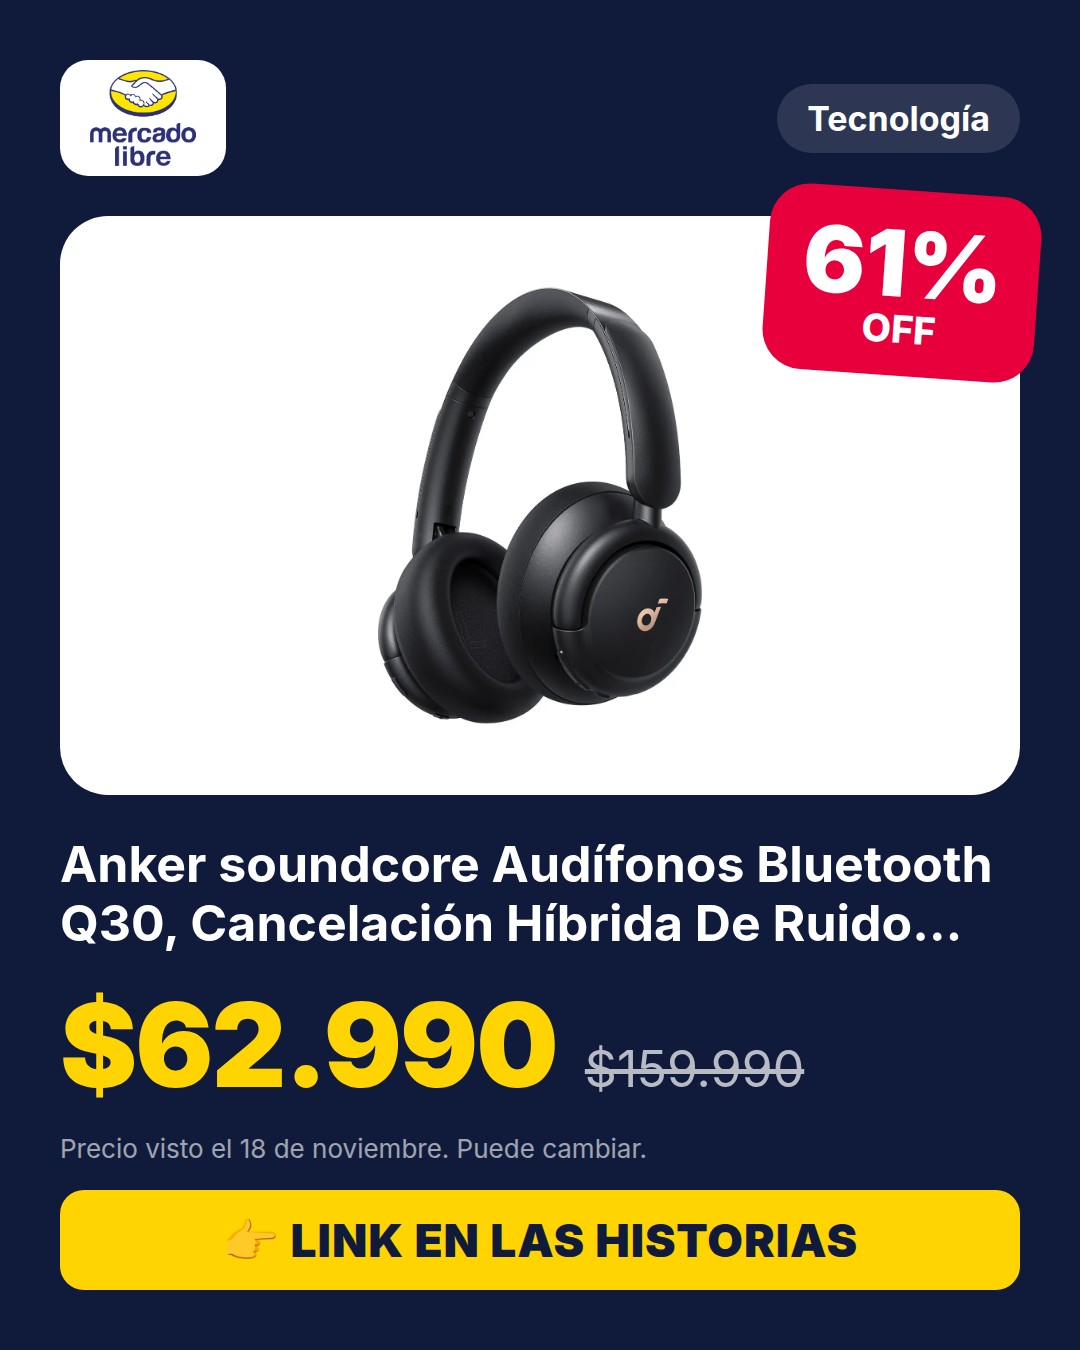 mercado
libre
Tecnología
61%
OFF
Anker soundcore Audífonos Bluetooth
Q30, Cancelación Híbrida De Ruido...
$62.990 $159.990
Precio visto el 18 de noviembre. Puede cambiar.
👉 LINK EN LAS HISTORIAS